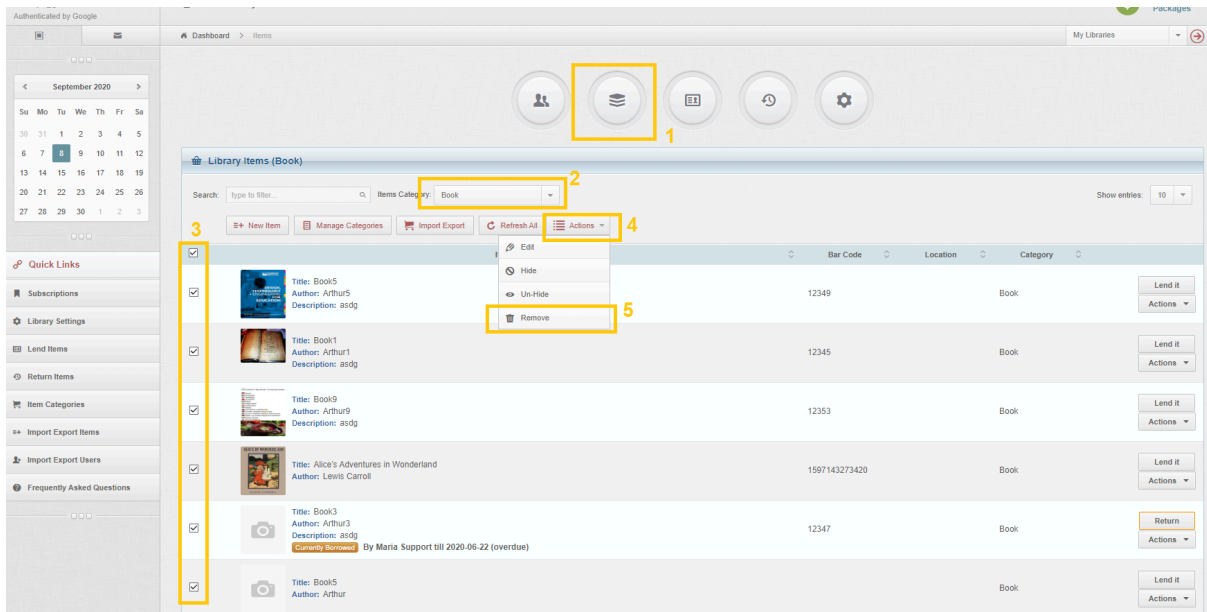 Authenticated by Google
Packages
Dashboard > Items
My Libraries
September 2020
Su Mo Tu We Th Fr Sa
30 31 1 2 3 4 5
6 7 8 9 10 11 12
13 14 15 16 17 18 19
20 21 22 23 24 25 26
27 28 29 30 1 2 3
1
Library Items (Book)
Search: type to filter... Items Category: Book 2
Show entries: 10
New Item Manage Categories Import Export Refresh All Actions 4
3
Edit
Hide
Un-Hide
Remove 5
Bar Code Location Category
Quick Links
Subscriptions
Library Settings
Lend Items
Return Items
Item Categories
Import Export Items
Import Export Users
Frequently Asked Questions
Title: Book5
Author: Arthur5
Description: asdg
12349 Book Lend it
Actions
Title: Book1
Author: Arthur1
Description: asdg
12345 Book Lend it
Actions
Title: Book9
Author: Arthur9
Description: asdg
12353 Book Lend it
Actions
Title: Alice's Adventures in Wonderland
Author: Lewis Carroll
1597143273420 Book Lend it
Actions
Title: Book3
Author: Arthur3
Description: asdg
Currently Borrowed By Maria Support till 2020-06-22 (overdue)
12347 Book Return
Actions
Title: Book5
Author: Arthur
Book Lend it
Actions